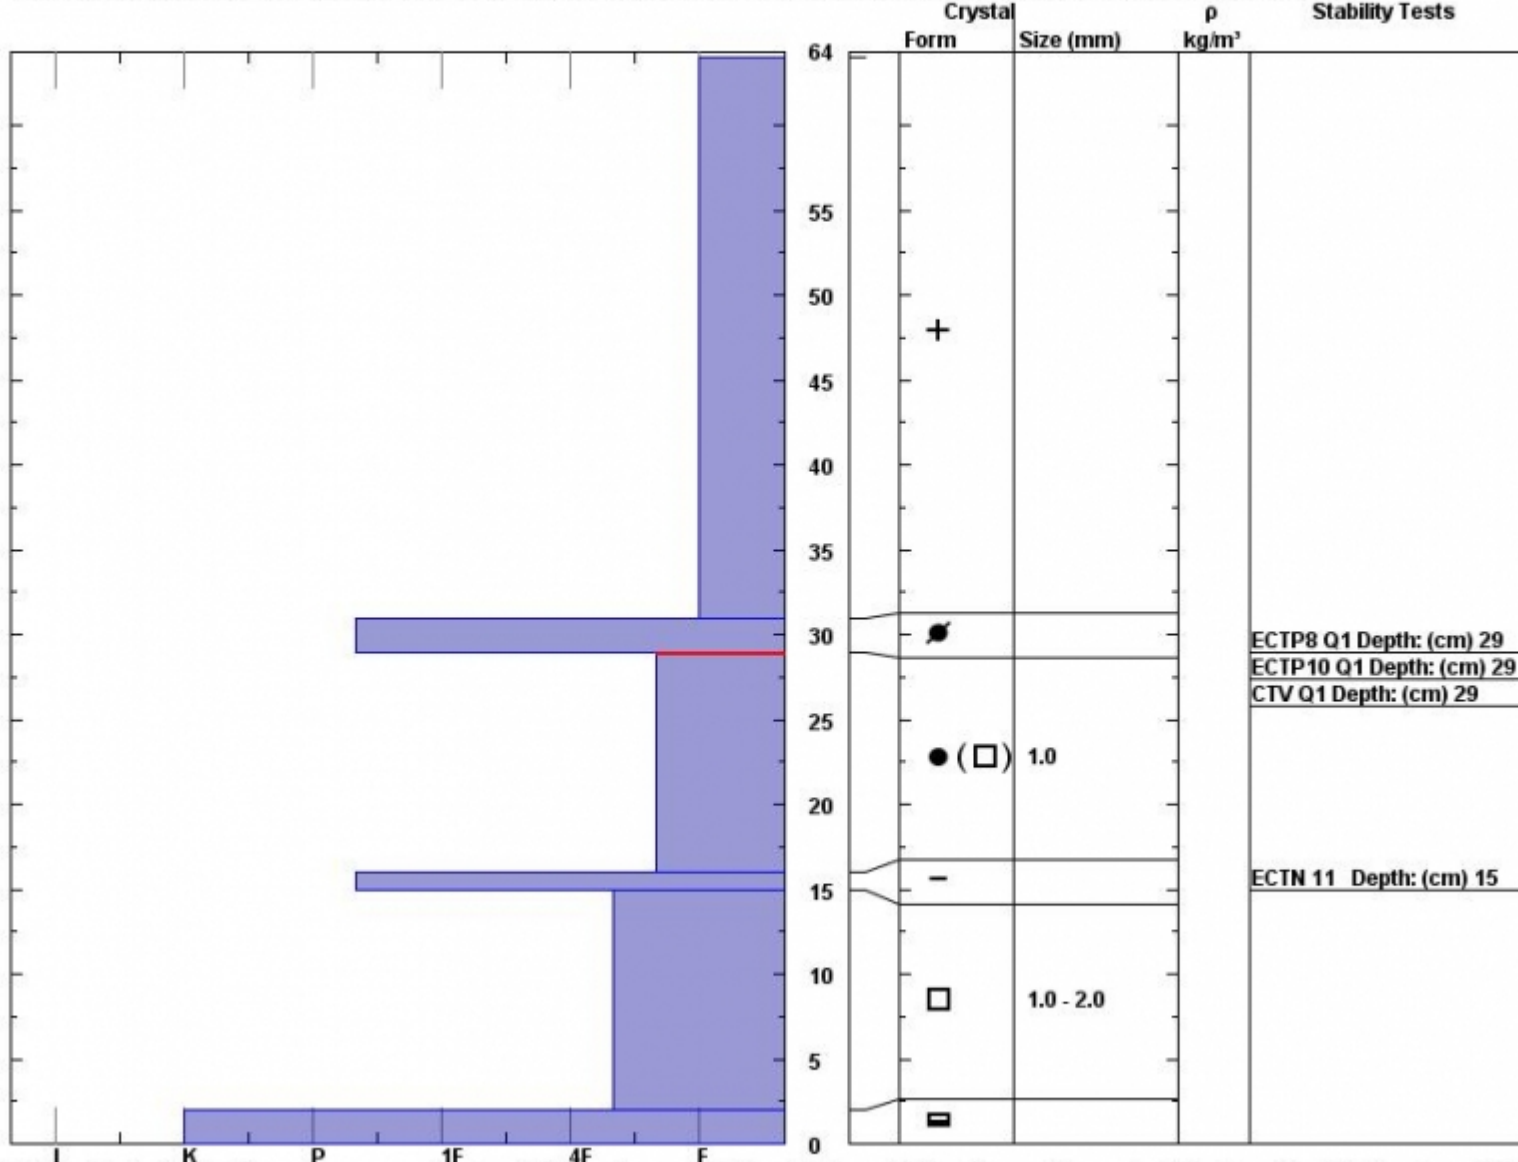 Crystal ρ Stability Tests
Form Size (mm) kg/m³
64
55
50
45
40
35
30
ECTP8 Q1 Depth: (cm) 29
ECTP10 Q1 Depth: (cm) 29
CTV Q1 Depth: (cm) 29
25
( ) 1.0
20
15
ECTN 11 Depth: (cm) 15
10
1.0 - 2.0
5
0
I K P 1F 4F F